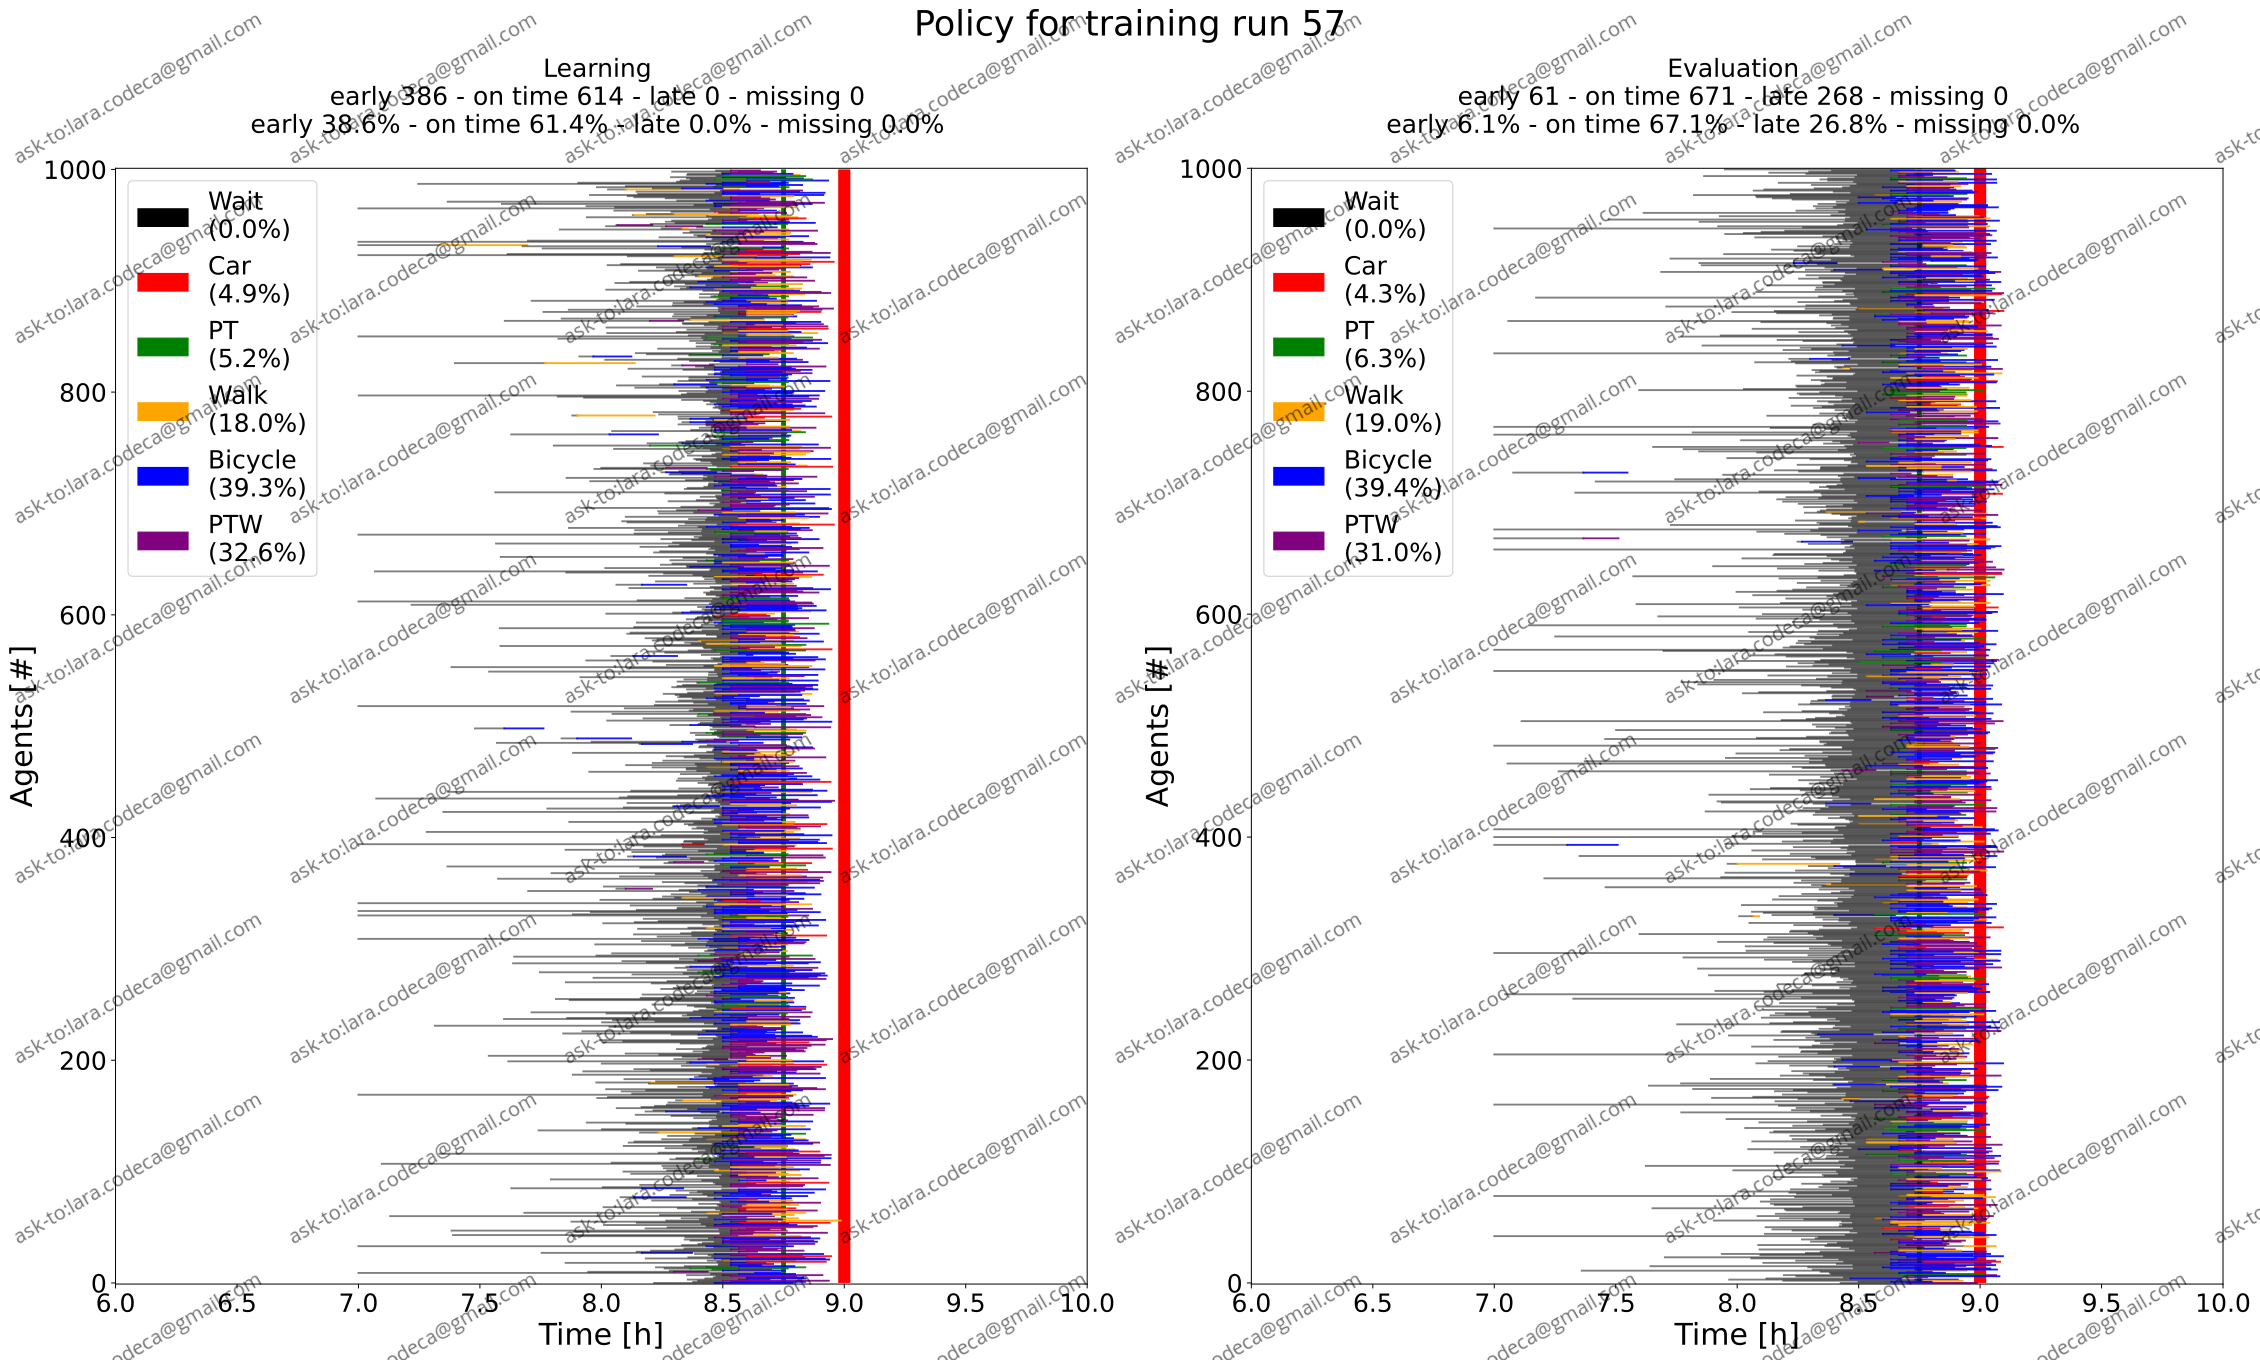 Policy for training run 57
Learning
early 386 - on time 614 - late 0 - missing 0
early 38.6% - on time 61.4% - late 0.0% - missing 0.0%
1000
800
600
400
200
0
Agents [#]
Wait
(0.0%)
Car
(4.9%)
PT
(5.2%)
Walk
(18.0%)
Bicycle
(39.3%)
PTW
(32.6%)
6.0 6.5 7.0 7.5 8.0 8.5 9.0 9.5 10.0
Time [h]
Evaluation
early 61 - on time 671 - late 268 - missing 0
early 6.1% - on time 67.1% - late 26.8% - missing 0.0%
1000
800
600
400
200
0
Agents [#]
Wait
(0.0%)
Car
(4.3%)
PT
(6.3%)
Walk
(19.0%)
Bicycle
(39.4%)
PTW
(31.0%)
6.0 6.5 7.0 7.5 8.0 8.5 9.0 9.5 10.0
Time [h]
ask-to:lara.codeca@gmail.com